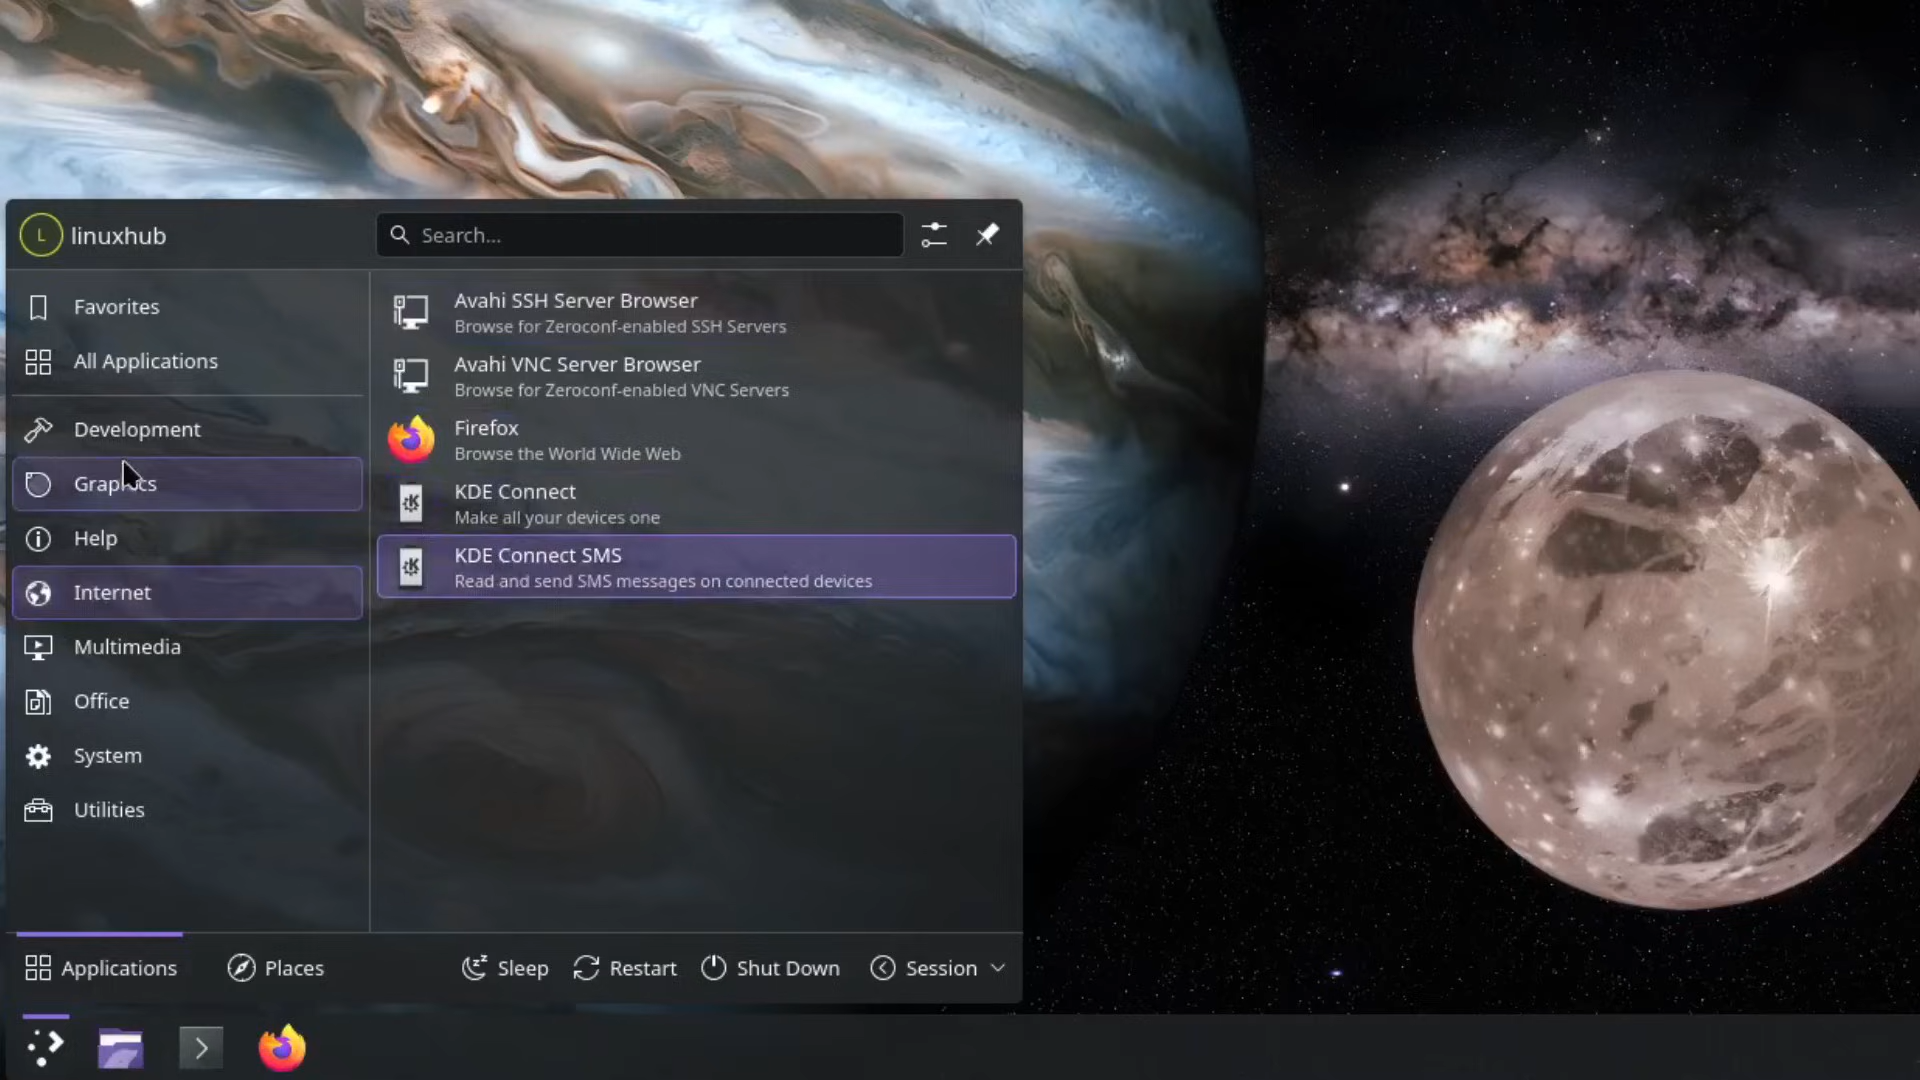 L
linuxhub
Search...
Favorites
All Applications
Development
Graphics
Help
Internet
Multimedia
Office
System
Utilities
Avahi SSH Server Browser
Browse for Zeroconf-enabled SSH Servers
Avahi VNC Server Browser
Browse for Zeroconf-enabled VNC Servers
Firefox
Browse the World Wide Web
KDE Connect
Make all your devices one
KDE Connect SMS
Read and send SMS messages on connected devices
Applications
Places
Sleep
Restart
Shut Down
Session